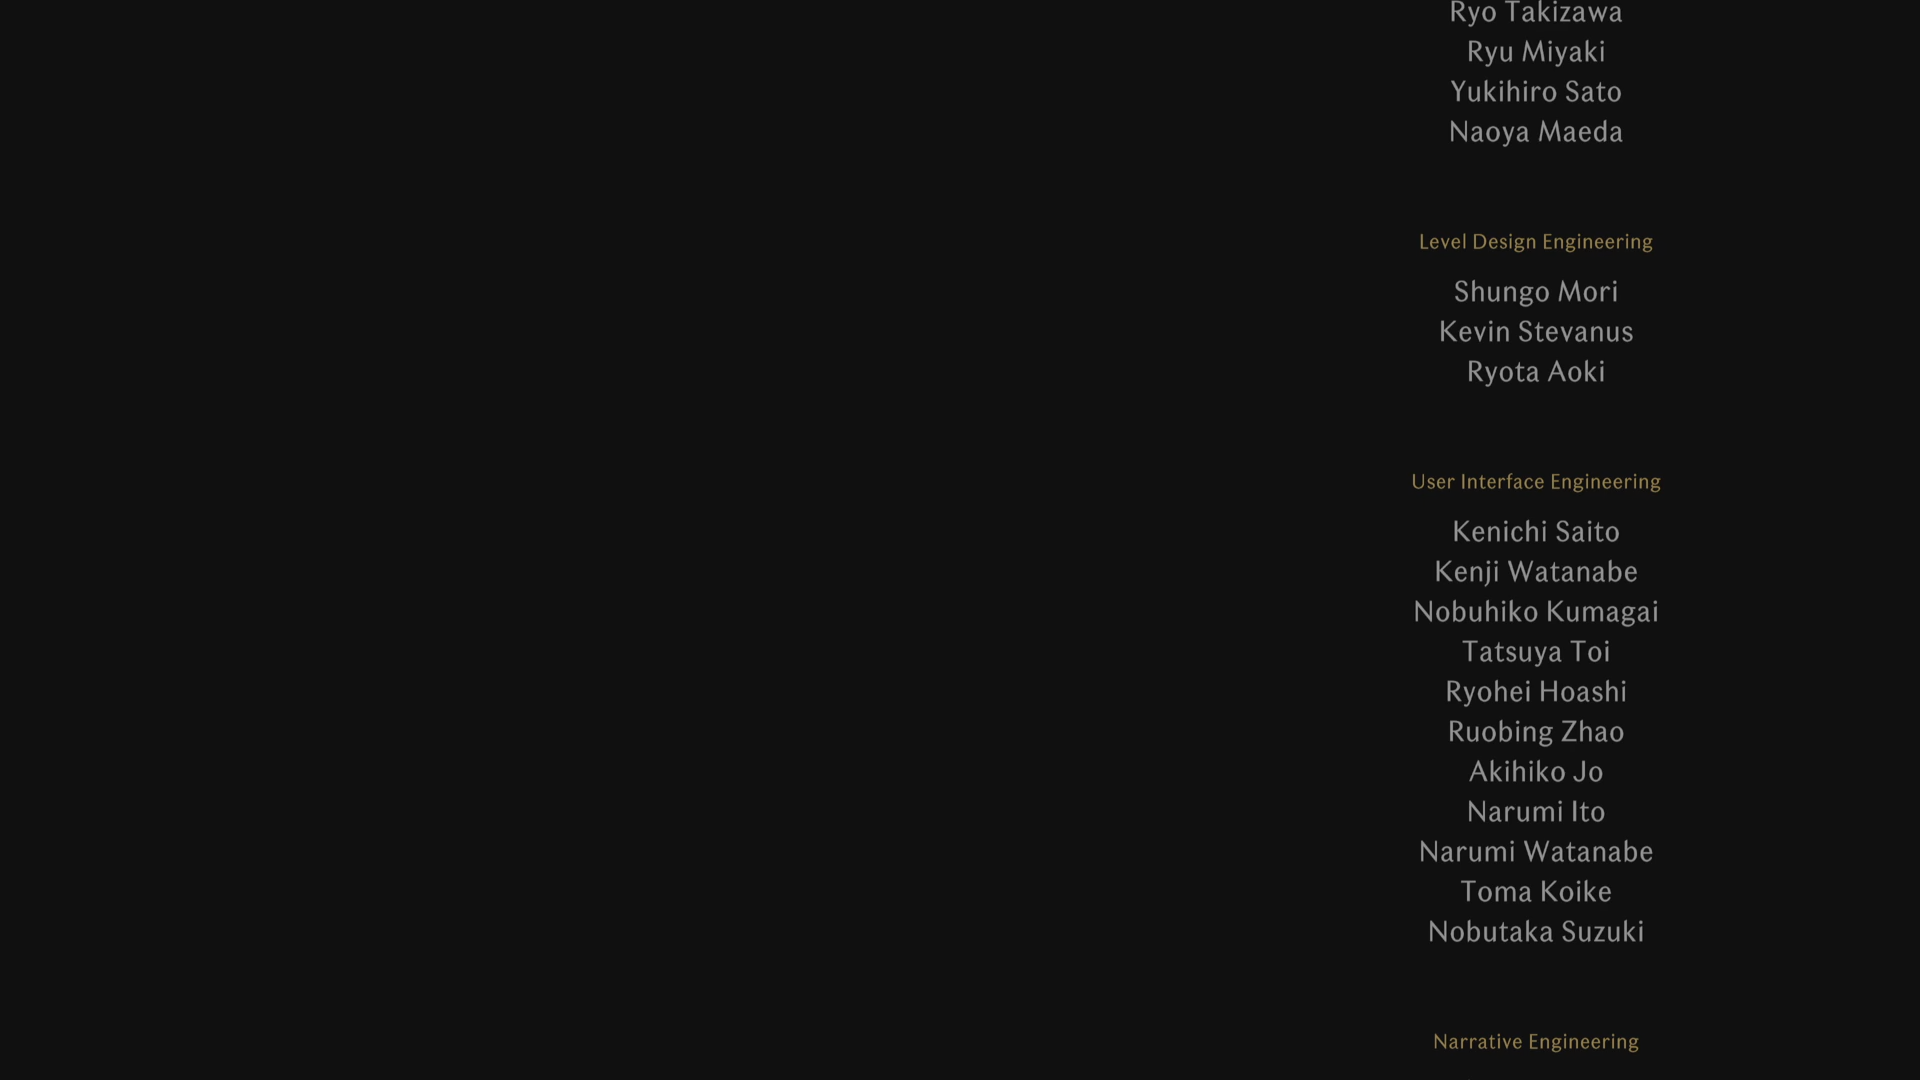 Ryo Takizawa
Ryu Miyaki
Yukihiro Sato
Naoya Maeda
Level Design Engineering
Shungo Mori
Kevin Stevanus
Ryota Aoki
User Interface Engineering
Kenichi Saito
Kenji Watanabe
Nobuhiko Kumagai
Tatsuya Toi
Ryohei Hoashi
Ruobing Zhao
Akihiko Jo
Narumi Ito
Narumi Watanabe
Toma Koike
Nobutaka Suzuki
Narrative Engineering